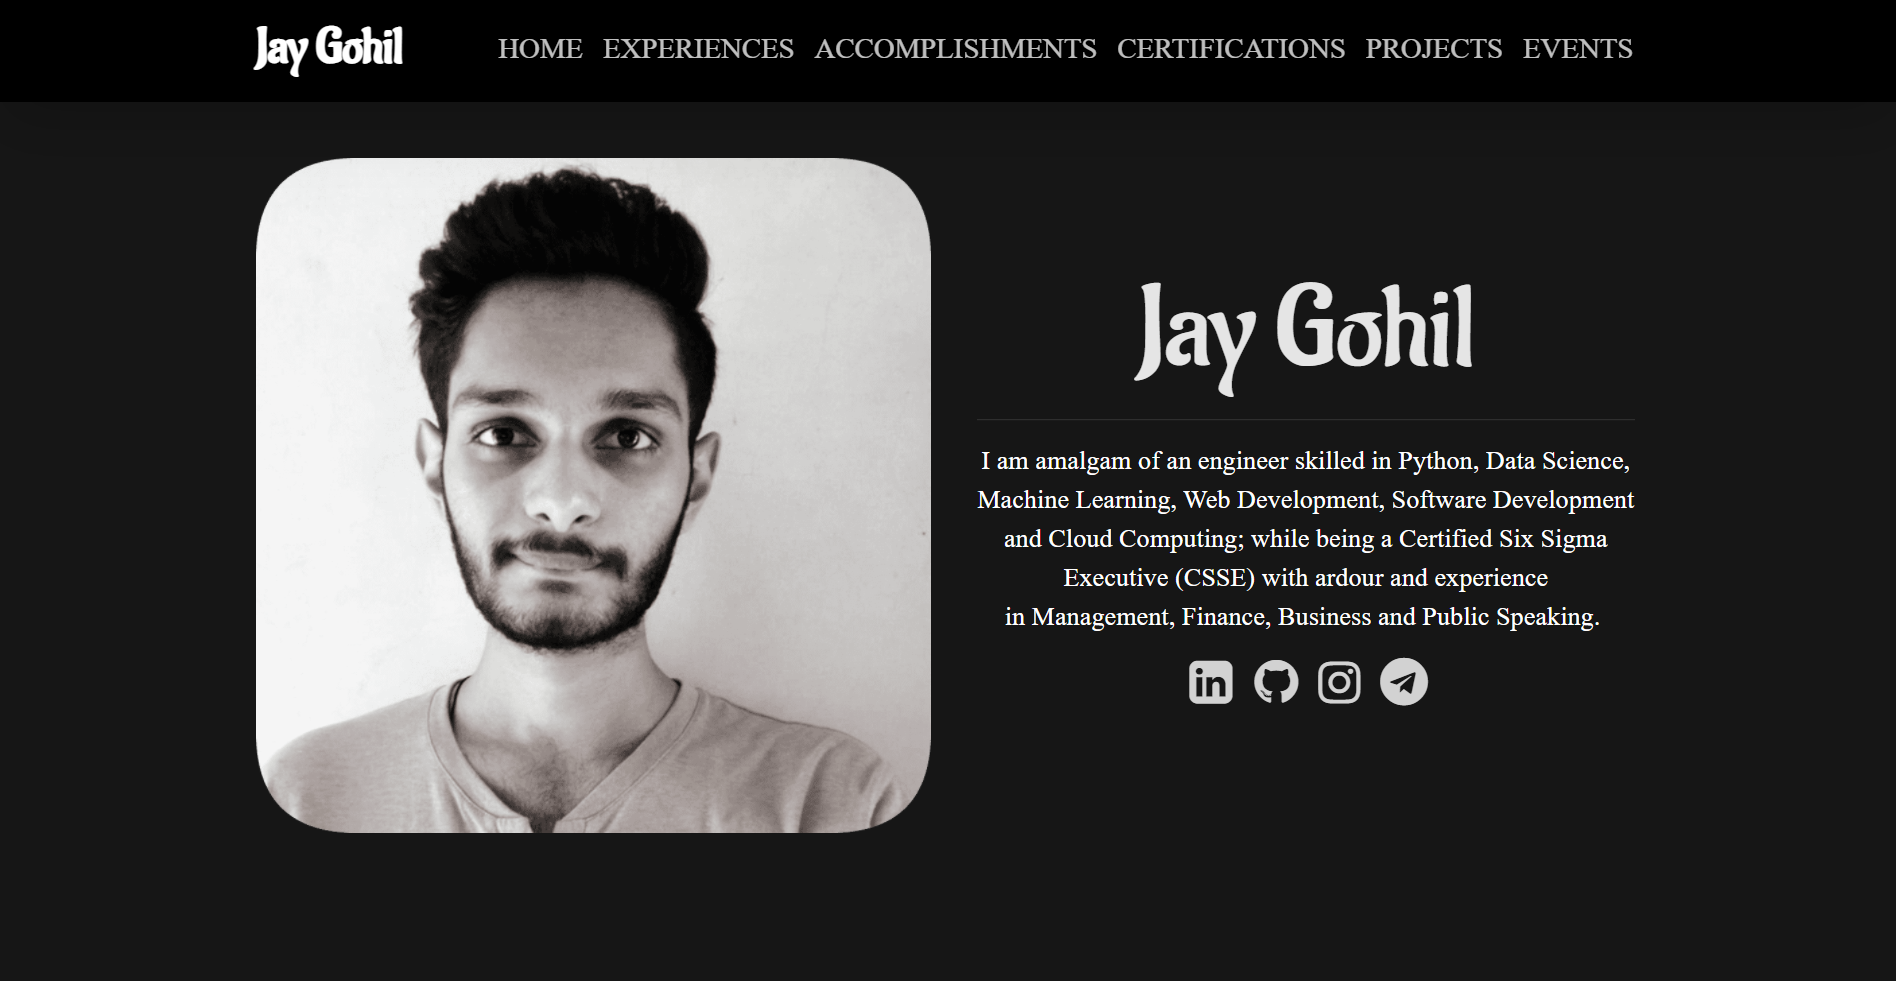 Jay Gohil
HOME EXPERIENCES ACCOMPLISHMENTS CERTIFICATIONS PROJECTS EVENTS
Jay Gohil
I am amalgam of an engineer skilled in Python, Data Science,
Machine Learning, Web Development, Software Development
and Cloud Computing; while being a Certified Six Sigma
Executive (CSSE) with ardour and experience
in Management, Finance, Business and Public Speaking.
in